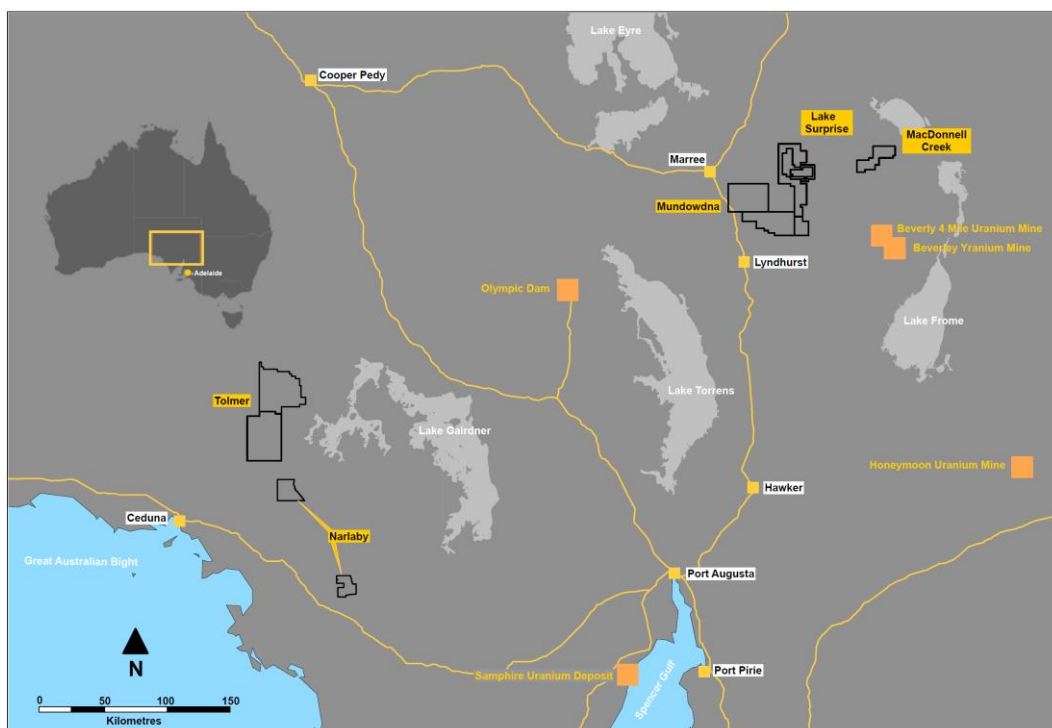 Lake Eyre
Cooper Pedy
Lake
Surprise
MacDonnell
Creek
Marree
Mundowdna
Beverly 4 Mile Uranium Mine
Beverley Yranium Mine
Lyndhurst
Adelaide
Olympic Dam
Lake Frome
Lake Torrens
Tolmer
Lake Gairdner
Honeymoon Uranium Mine
Hawker
Ceduna
Narlaby
Great Australian Bight
Port Augusta
N
Samphire Uranium Deposit
Spencer Gulf
Port Pirie
0 50 100 150
Kilometres